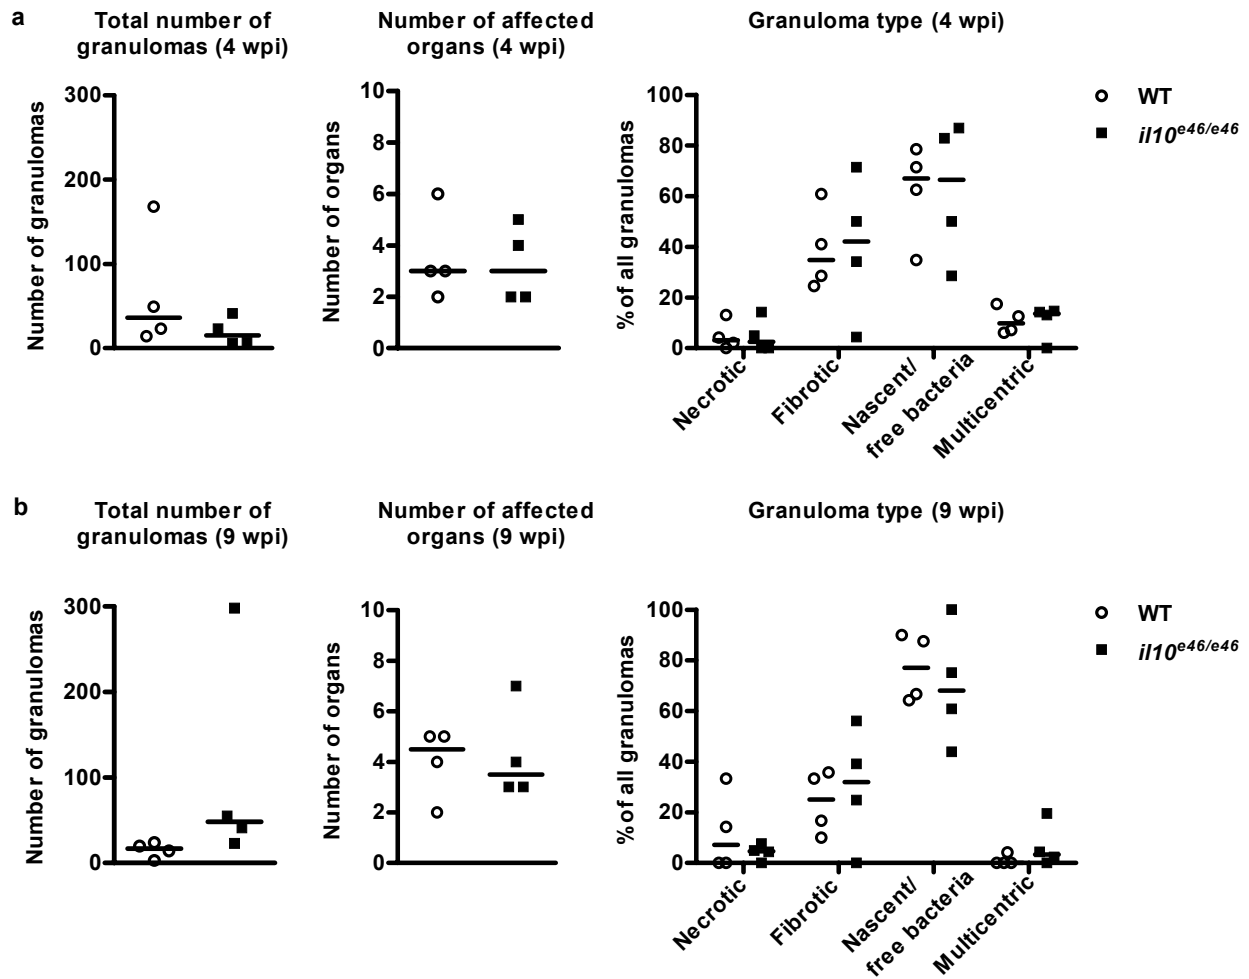 a
Total number of
granulomas (4 wpi)
Number of granulomas
300
200
100
0
Number of affected
organs (4 wpi)
Number of organs
10
8
6
4
2
0
Granuloma type (4 wpi)
% of all granulomas
100
80
60
40
20
0
Necrotic
Fibrotic
Nascent/
free bacteria
Multicentric
WT
il10e46/e46
b
Total number of
granulomas (9 wpi)
Number of granulomas
300
200
100
0
Number of affected
organs (9 wpi)
Number of organs
10
8
6
4
2
0
Granuloma type (9 wpi)
% of all granulomas
100
80
60
40
20
0
Necrotic
Fibrotic
Nascent/
free bacteria
Multicentric
WT
il10e46/e46